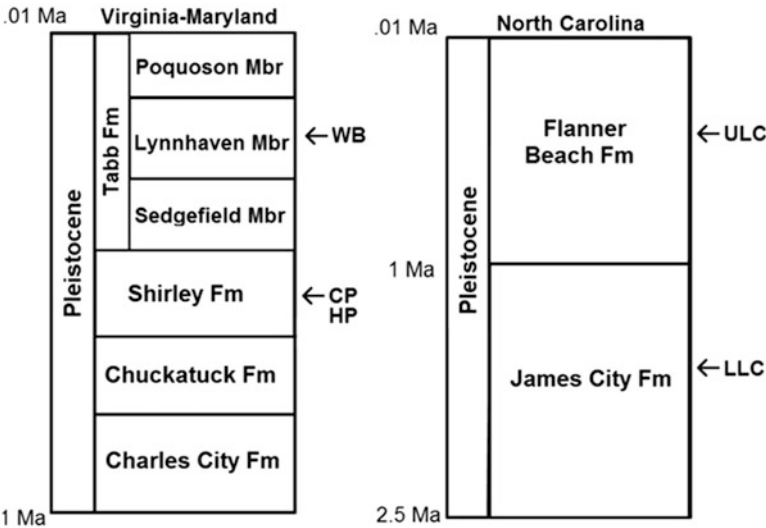 .01 Ma
Virginia-Maryland
Pleistocene
Tabb Fm
Poquoson Mbr
Lynnhaven Mbr
←WB
Sedgefield Mbr
Shirley Fm
←CP
HP
Chuckatuck Fm
Charles City Fm
1 Ma
.01 Ma
North Carolina
Pleistocene
Flanner
Beach Fm
←ULC
1 Ma
James City Fm
←LLC
2.5 Ma